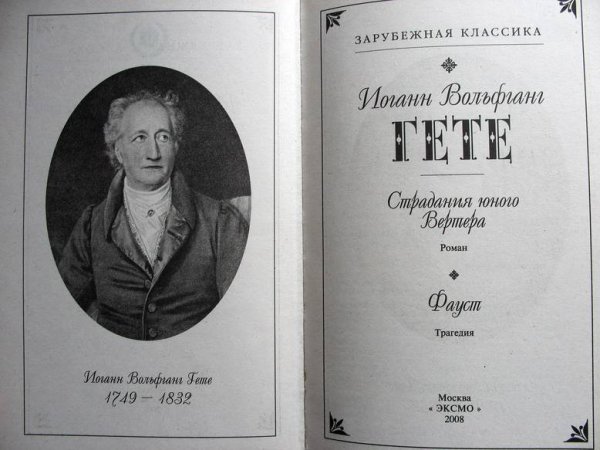 Иоганн Вольфганг Гете
1749 — 1832
ЗАРУБЕЖНАЯ КЛАССИКА
Иоганн Вольфганг
ГЕТЕ
Страдания юного
Вертера
Роман
Фауст
Трагедия
Москва
« ЭКСМО »
2008